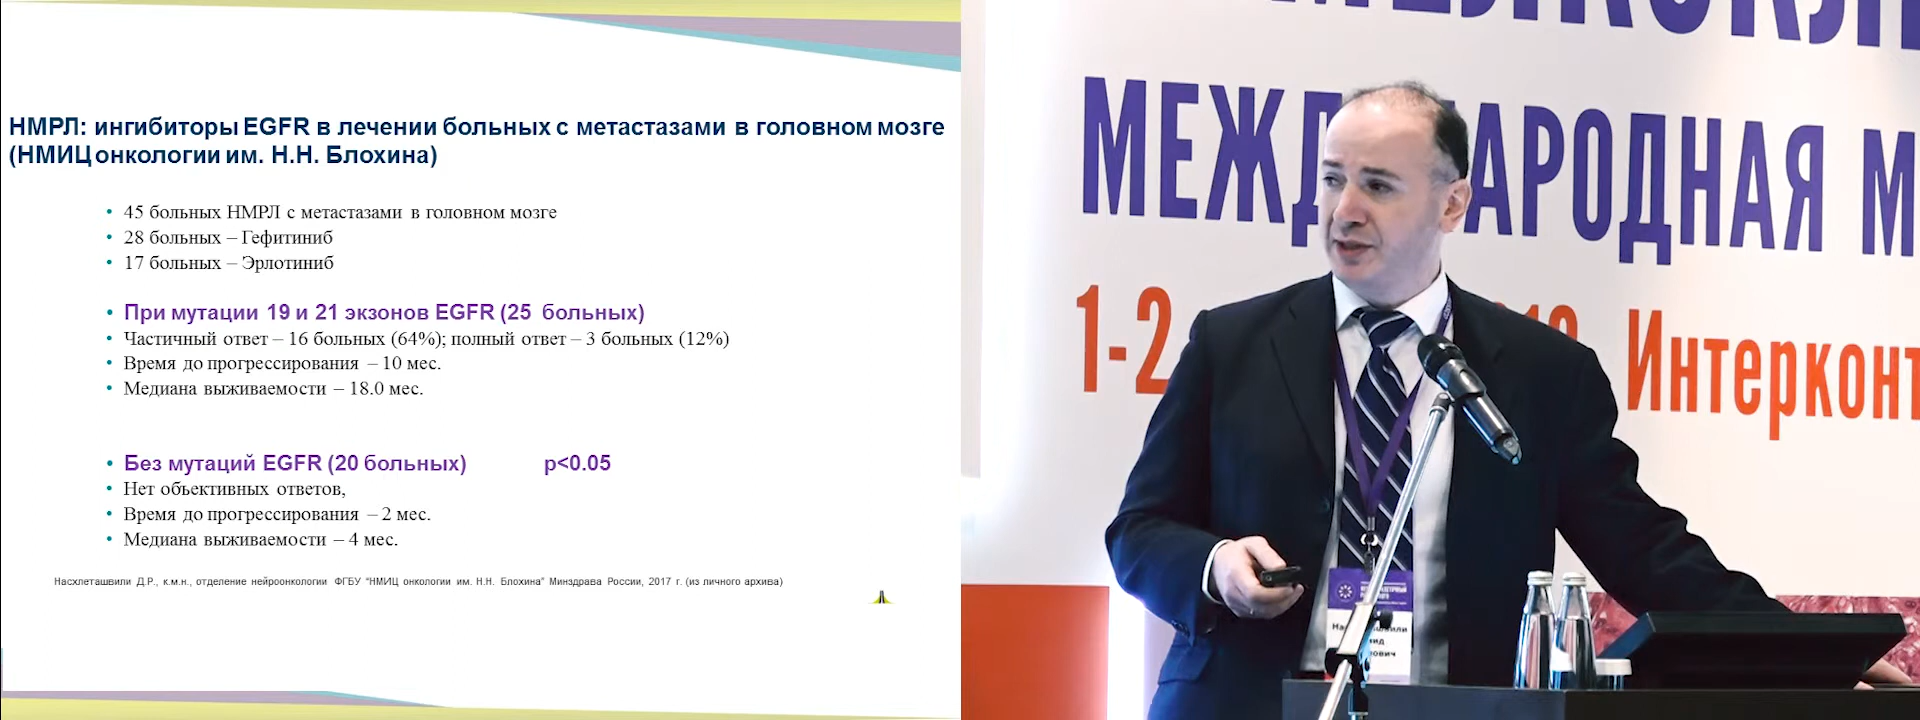 НМРЛ: ингибиторы EGFR в лечении больных с метастазами в головном мозге
(НМИЦ онкологии им. Н.Н. Блохина)
• 45 больных НМРЛ с метастазами в головном мозге
• 28 больных – Гефитиниб
• 17 больных – Эрлотиниб
• При мутации 19 и 21 экзонов EGFR (25 больных)
• Частичный ответ – 16 больных (64%); полный ответ – 3 больных (12%)
• Время до прогрессирования – 10 мес.
• Медиана выживаемости – 18.0 мес.
• Без мутаций EGFR (20 больных) p<0.05
• Нет объективных ответов,
• Время до прогрессирования – 2 мес.
• Медиана выживаемости – 4 мес.
Насхлеташвили Д.Р., к.м.н., отделение нейроонкологии ФГБУ "НМИЦ онкологии им. Н.Н. Блохина" Минздрава России, 2017 г. (из личного архива)
МЕЖД АРОДНАЯ М
1-2 Интерконт